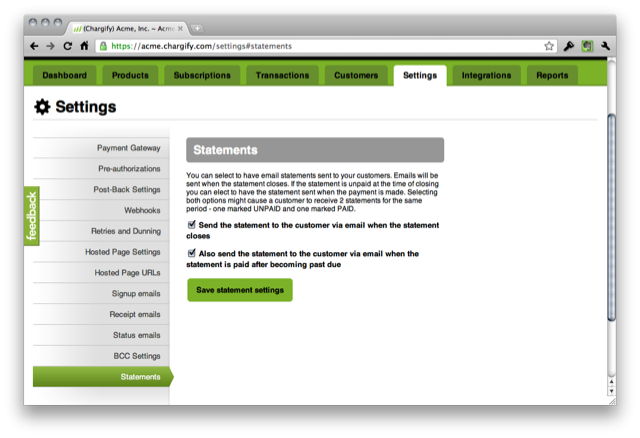 (Chargify) Acme, Inc. – Acm
https://acme.chargify.com/settings#statements
Dashboard
Products
Subscriptions
Transactions
Customers
Settings
Integrations
Reports
Settings
feedback
Payment Gateway
Pre-authorizations
Post-Back Settings
Webhooks
Retries and Dunning
Hosted Page Settings
Hosted Page URLs
Signup emails
Receipt emails
Status emails
BCC Settings
Statements
Statements
You can select to have email statements sent to your customers. Emails will be
sent when the statement closes. If the statement is unpaid at the time of closing
you can elect to have the statement sent when the payment is made. Selecting
both options might cause a customer to receive 2 statements for the same
period - one marked UNPAID and one marked PAID.
Send the statement to the customer via email when the statement
closes
Also send the statement to the customer via email when the
statement is paid after becoming past due
Save statement settings